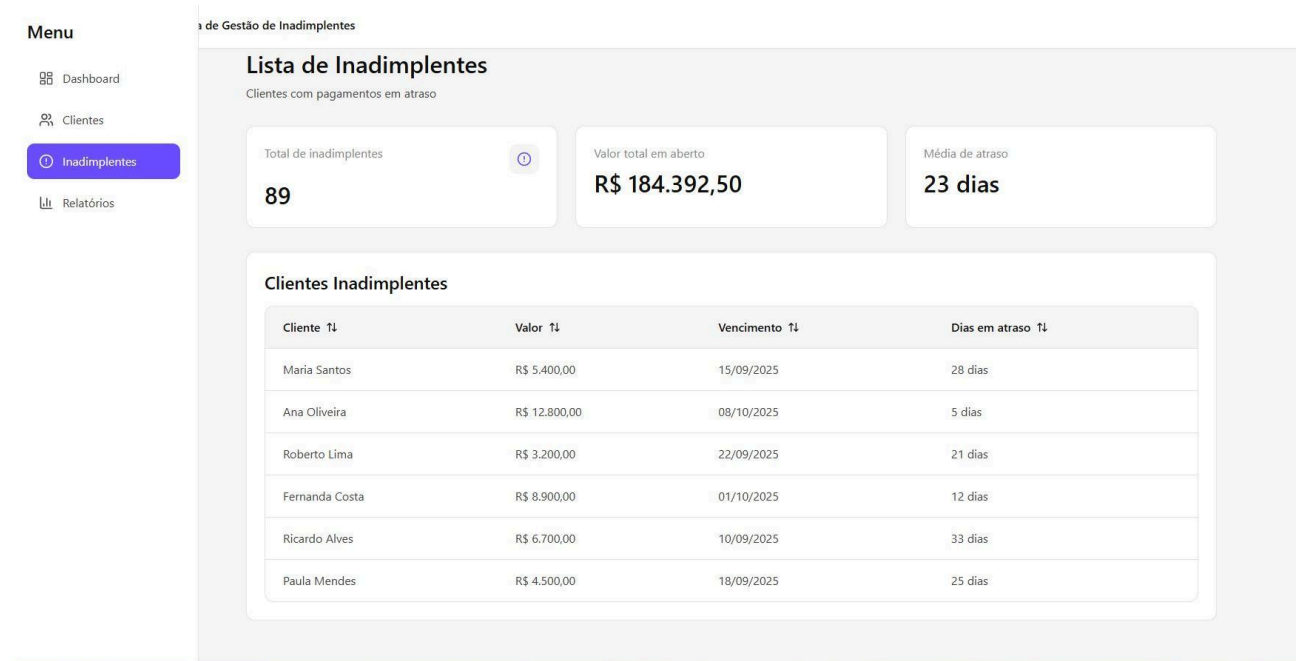 Menu
Dashboard
Clientes
Inadimplentes
Relatórios
de Gestão de Inadimplentes
Lista de Inadimplentes
Clientes com pagamentos em atraso
Total de inadimplentes
89
Valor total em aberto
R$ 184.392,50
Média de atraso
23 dias
Clientes Inadimplentes
Cliente ↑↓ Valor ↑↓ Vencimento ↑↓ Dias em atraso ↑↓
Maria Santos R$ 5.400,00 15/09/2025 28 dias
Ana Oliveira R$ 12.800,00 08/10/2025 5 dias
Roberto Lima R$ 3.200,00 22/09/2025 21 dias
Fernanda Costa R$ 8.900,00 01/10/2025 12 dias
Ricardo Alves R$ 6.700,00 10/09/2025 33 dias
Paula Mendes R$ 4.500,00 18/09/2025 25 dias